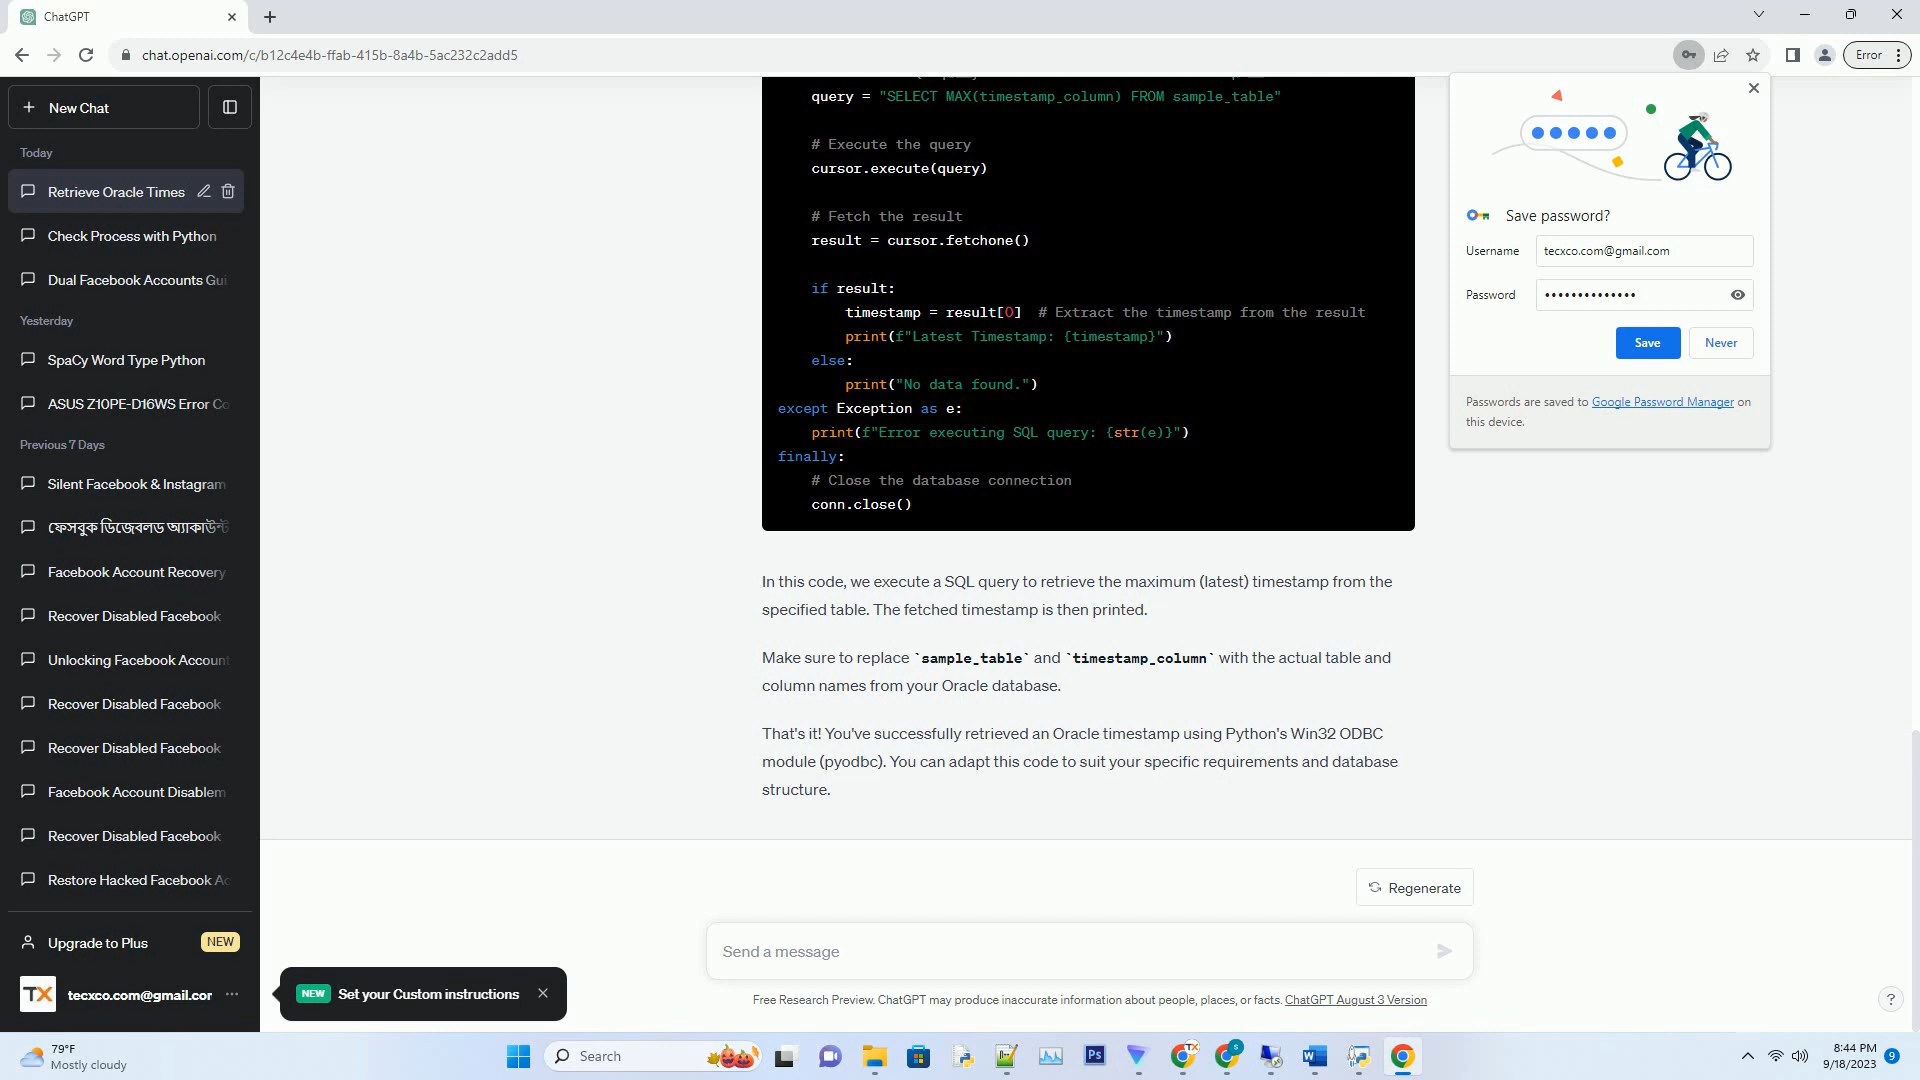 ChatGPT
chat.openai.com/c/b12c4e4b-ffab-415b-8a4b-5ac232c2add5
Error
New Chat
Today
Retrieve Oracle Times
Check Process with Python
Dual Facebook Accounts Gui
Yesterday
SpaCy Word Type Python
ASUS Z10PE-D16WS Error Co
Previous 7 Days
Silent Facebook & Instagram
ফেসবুক ডিজেবলড অ্যাকাউন্ট
Facebook Account Recovery
Recover Disabled Facebook
Unlocking Facebook Account
Recover Disabled Facebook
Recover Disabled Facebook
Facebook Account Disablem
Recover Disabled Facebook
Restore Hacked Facebook Ac
Upgrade to Plus NEW
TX tecxco.com@gmail.cor ...
query = "SELECT MAX(timestamp_column) FROM sample_table"
# Execute the query
cursor.execute(query)
# Fetch the result
result = cursor.fetchone()
if result:
timestamp = result[0]  # Extract the timestamp from the result
print(f"Latest Timestamp: {timestamp}")
else:
print("No data found.")
except Exception as e:
print(f"Error executing SQL query: {str(e)}")
finally:
# Close the database connection
conn.close()
In this code, we execute a SQL query to retrieve the maximum (latest) timestamp from the
specified table. The fetched timestamp is then printed.
Make sure to replace `sample_table` and `timestamp_column` with the actual table and
column names from your Oracle database.
That's it! You've successfully retrieved an Oracle timestamp using Python's Win32 ODBC
module (pyodbc). You can adapt this code to suit your specific requirements and database
structure.
Regenerate
Send a message
Free Research Preview. ChatGPT may produce inaccurate information about people, places, or facts. ChatGPT August 3 Version
NEW Set your Custom instructions
?
Save password?
Username tecxco.com@gmail.com
Password ••••••••••••••
Save Never
Passwords are saved to Google Password Manager on
this device.
79°F
Mostly cloudy
Search
Ps
8:44 PM
9/18/2023
9